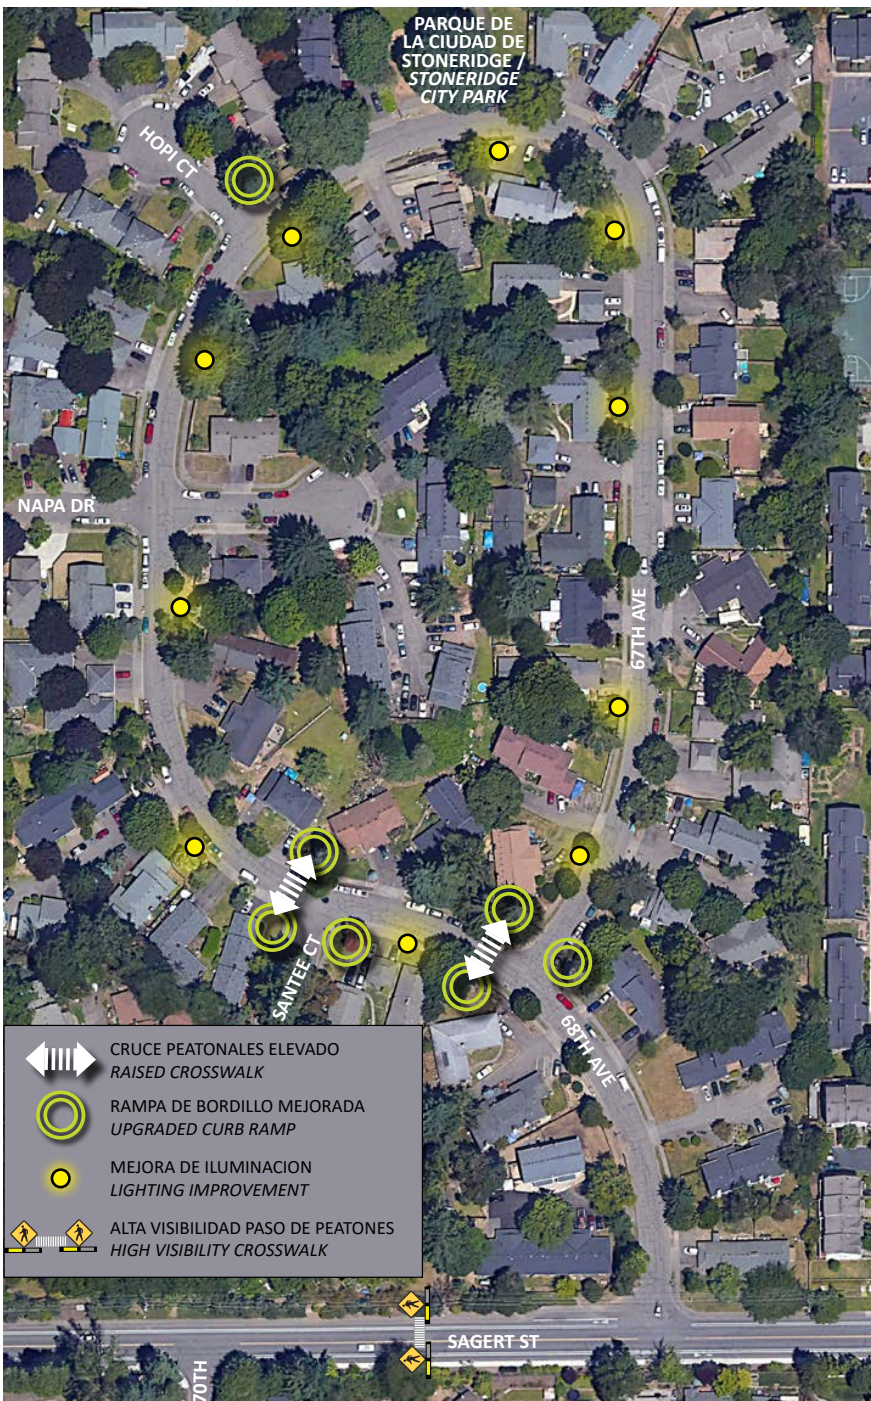 PARQUE DE
LA CIUDAD DE
STONERIDGE /
STONERIDGE
CITY PARK
HOPI CT
NAPA DR
67TH AVE
SANTEE CT
68TH AVE
CRUCE PEATONALES ELEVADO
RAISED CROSSWALK
RAMPA DE BORDILLO MEJORADA
UPGRADED CURB RAMP
MEJORA DE ILUMINACION
LIGHTING IMPROVEMENT
ALTA VISIBILIDAD PASO DE PEATONES
HIGH VISIBILITY CROSSWALK
SAGERT ST
70TH